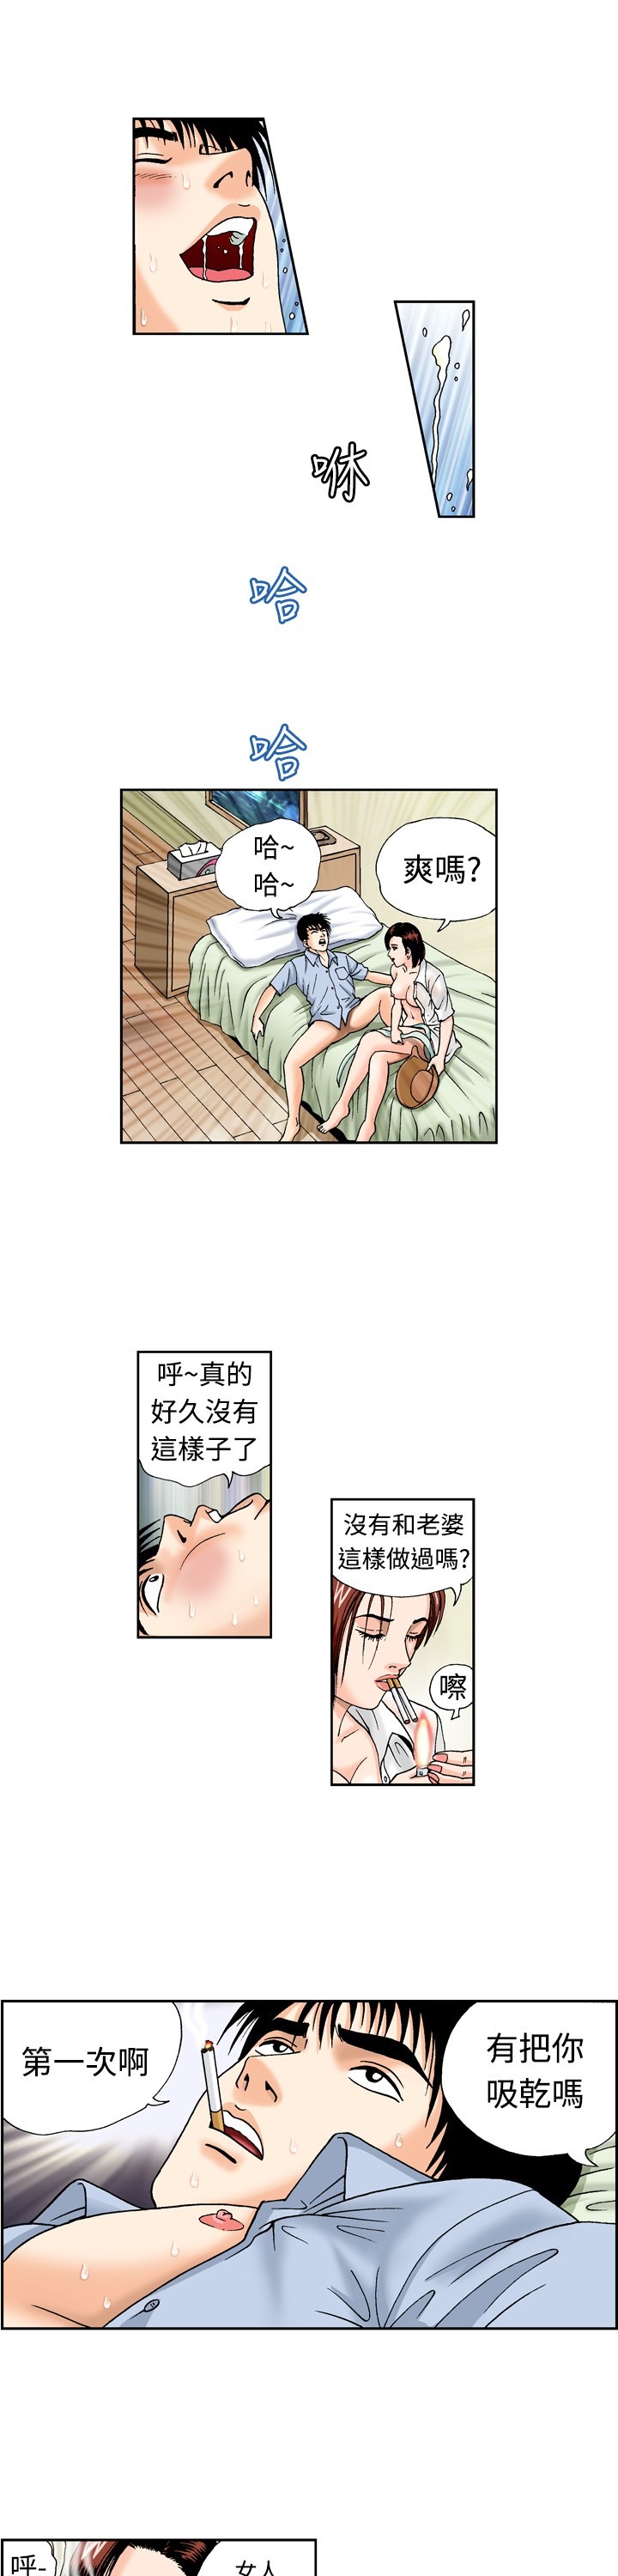 咻
哈
哈
哈~
哈~
爽嗎?
呼~真的
好久沒有
這樣子了
沒有和老婆
這樣做過嗎?
嚓
有把你
吸乾嗎
第一次啊
呼-
女人